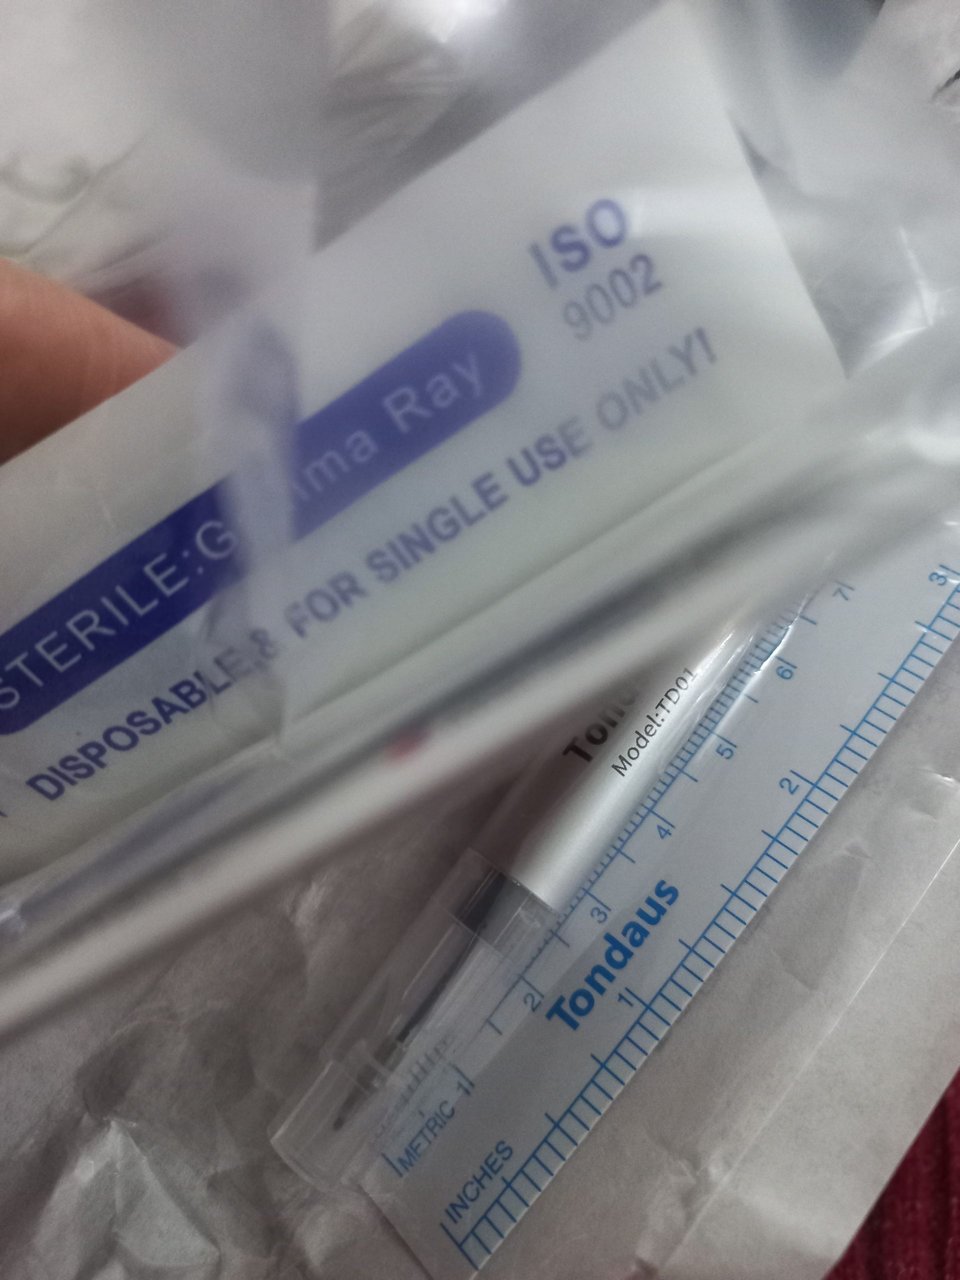 ISO
9002
STERILE:G ma Ray
DISPOSABLE & FOR SINGLE USE ONLY!
Model:TD01
Tondaus
METRIC 1 2 3 4 5 6 7
INCHES 1 2 3